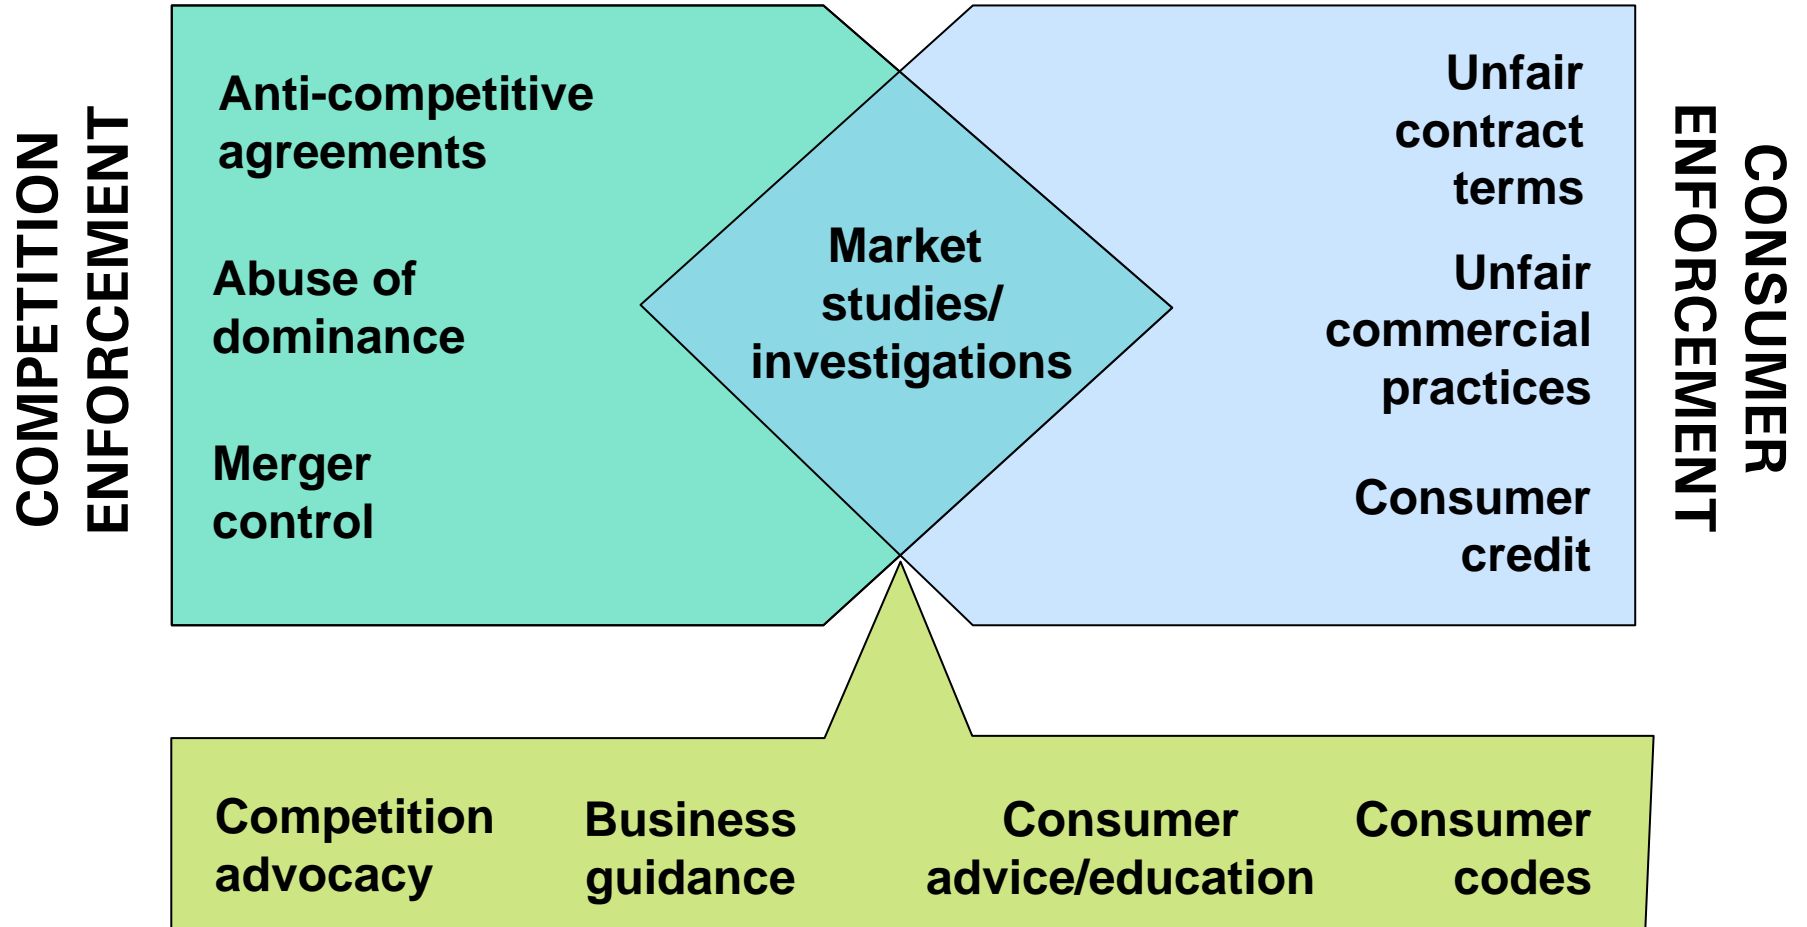 COMPETITION
ENFORCEMENT
Anti-competitive
agreements
Abuse of
dominance
Merger
control
Market
studies/
investigations
Unfair
contract
terms
Unfair
commercial
practices
Consumer
credit
CONSUMER
ENFORCEMENT
Competition
advocacy
Business
guidance
Consumer
advice/education
Consumer
codes